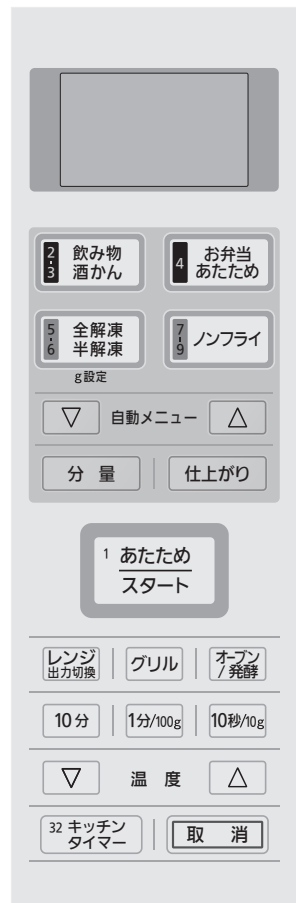 2-3 飲み物
酒かん
4 お弁当
あたため
5-6 全解凍
半解凍
7-9 ノンフライ
g設定
▽ 自動メニュー △
分量 仕上がり
1 あたため
スタート
レンジ
出力切換
グリル
オーブン
/発酵
10分 1分/100g 10秒/10g
▽ 温度 △
32 キッチン
タイマー
取消